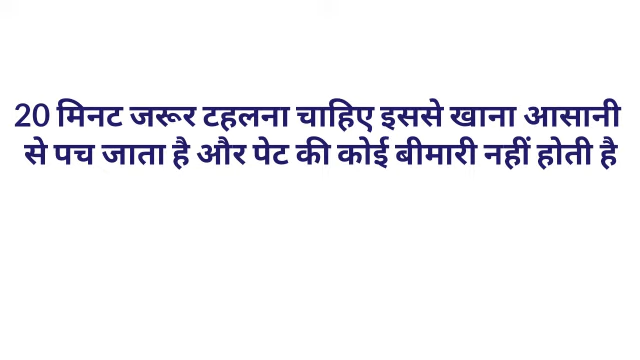 20 मिनट जरूर टहलना चाहिए इससे खाना आसानी
से पच जाता है और पेट की कोई बीमारी नहीं होती है